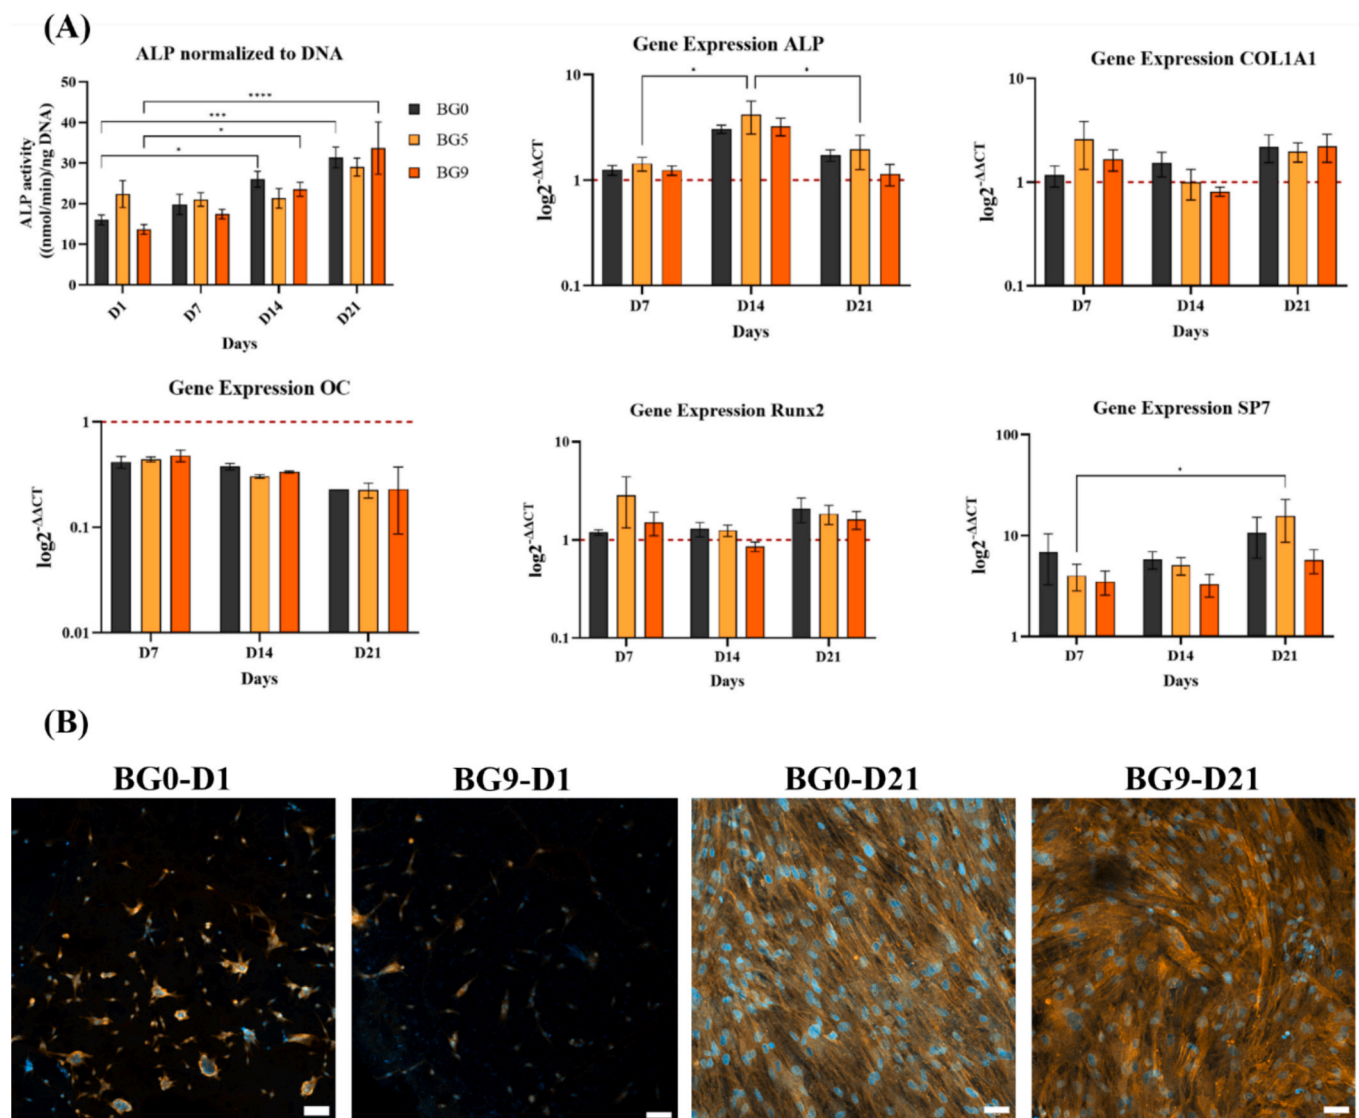 (A)
ALP normalized to DNA
ALP activity
((nmol/min)/ng DNA)
50
40
30
20
10
0
****
***
*
*
D1
D7
D14
D21
Days
BG0
BG5
BG9
Gene Expression ALP
log2^-ΔΔCT
10
1
0.1
*
*
D7
D14
D21
Days
Gene Expression COL1A1
log2^-ΔΔCT
10
1
0.1
D7
D14
D21
Days
Gene Expression OC
log2^-ΔΔCT
1
0.1
0.01
D7
D14
D21
Days
Gene Expression Runx2
log2^-ΔΔCT
10
1
0.1
D7
D14
D21
Days
Gene Expression SP7
log2^-ΔΔCT
100
10
1
*
D7
D14
D21
Days
(B)
BG0-D1
BG9-D1
BG0-D21
BG9-D21